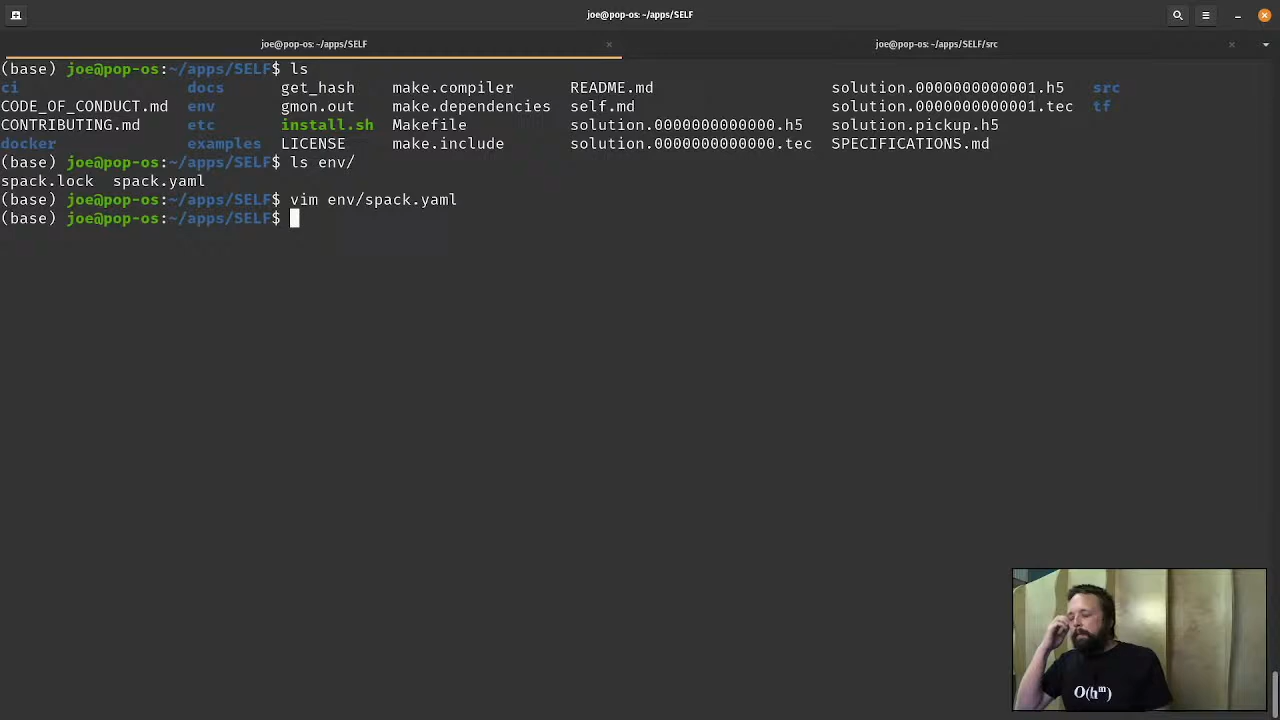 joe@pop-os: ~/apps/SELF
joe@pop-os: ~/apps/SELF × joe@pop-os: ~/apps/SELF/src ×
(base) joe@pop-os:~/apps/SELF$ ls
ci docs get_hash make.compiler README.md solution.0000000000001.h5 src
CODE_OF_CONDUCT.md env gmon.out make.dependencies self.md solution.0000000000001.tec tf
CONTRIBUTING.md etc install.sh Makefile solution.0000000000000.h5 solution.pickup.h5
docker examples LICENSE make.include solution.0000000000000.tec SPECIFICATIONS.md
(base) joe@pop-os:~/apps/SELF$ ls env/
spack.lock spack.yaml
(base) joe@pop-os:~/apps/SELF$ vim env/spack.yaml
(base) joe@pop-os:~/apps/SELF$
O(hᵐ)